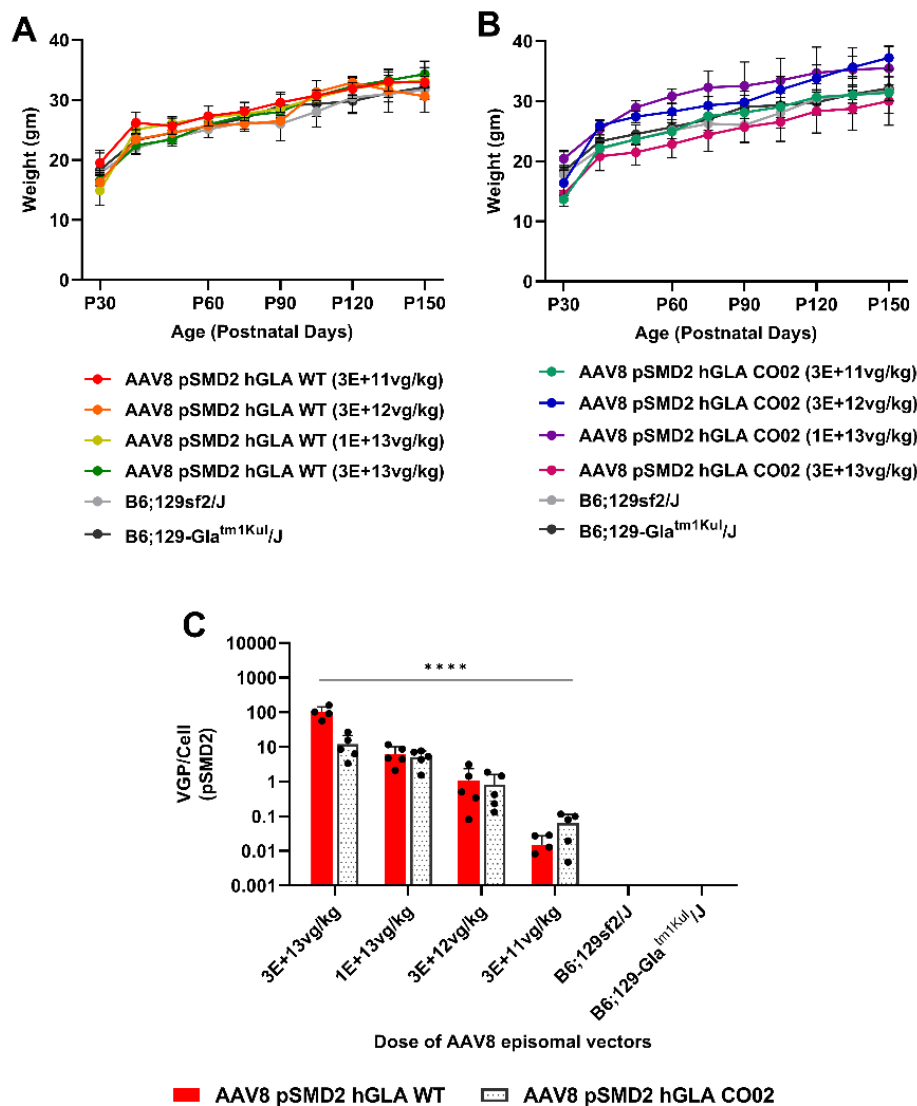 A
40
30
20
10
0
Weight (gm)
P30 P60 P90 P120 P150
Age (Postnatal Days)
AAV8 pSMD2 hGLA WT (3E+11vg/kg)
AAV8 pSMD2 hGLA WT (3E+12vg/kg)
AAV8 pSMD2 hGLA WT (1E+13vg/kg)
AAV8 pSMD2 hGLA WT (3E+13vg/kg)
B6;129sf2/J
B6;129-Gla^tm1Kul/J
B
40
30
20
10
0
Weight (gm)
P30 P60 P90 P120 P150
Age (Postnatal Days)
AAV8 pSMD2 hGLA CO02 (3E+11vg/kg)
AAV8 pSMD2 hGLA CO02 (3E+12vg/kg)
AAV8 pSMD2 hGLA CO02 (1E+13vg/kg)
AAV8 pSMD2 hGLA CO02 (3E+13vg/kg)
B6;129sf2/J
B6;129-Gla^tm1Kul/J
C
10000
1000
100
10
1
0.1
0.01
0.001
VGP/Cell
(pSMD2)
****
3E+13vg/kg
1E+13vg/kg
3E+12vg/kg
3E+11vg/kg
B6;129sf2/J
B6;129-Gla^tm1Kul/J
Dose of AAV8 episomal vectors
AAV8 pSMD2 hGLA WT AAV8 pSMD2 hGLA CO02